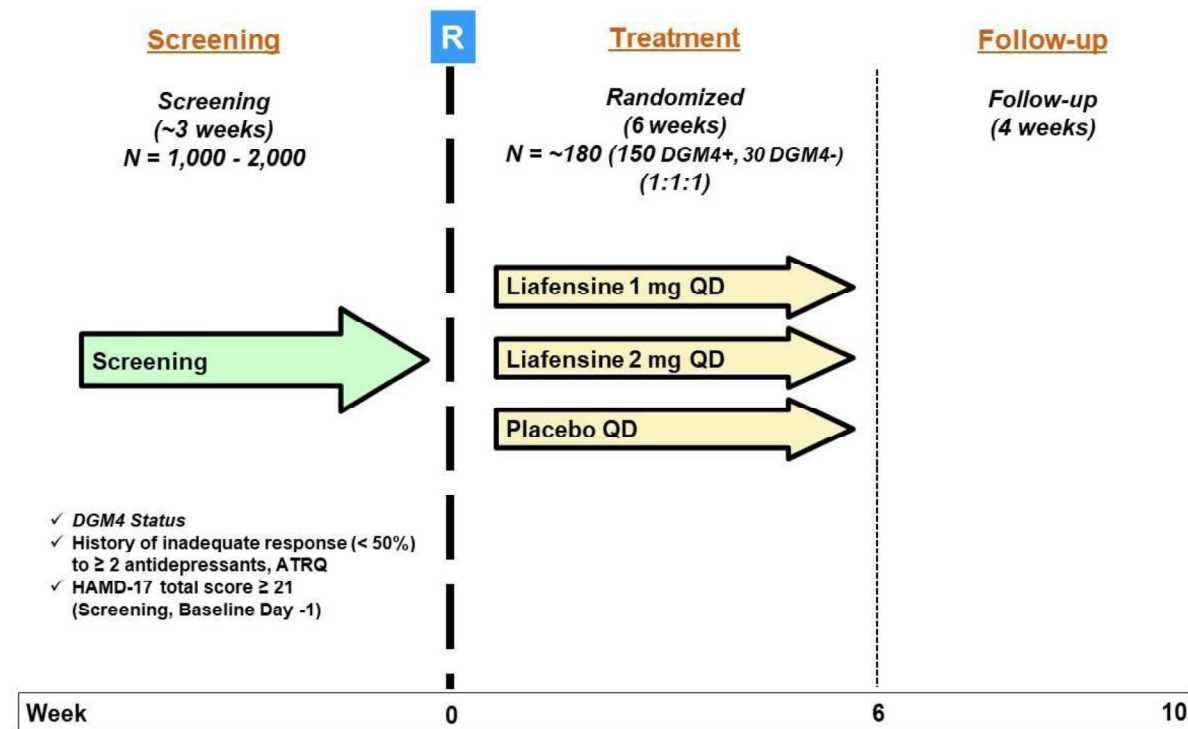 Screening
R
Treatment
Follow-up
Screening
(~3 weeks)
N = 1,000 - 2,000
Randomized
(6 weeks)
N = ~180 (150 DGM4+, 30 DGM4-)
(1:1:1)
Follow-up
(4 weeks)
Screening
Liafensine 1 mg QD
Liafensine 2 mg QD
Placebo QD
✓ DGM4 Status
✓ History of inadequate response (< 50%)
to ≥ 2 antidepressants, ATRQ
✓ HAMD-17 total score ≥ 21
(Screening, Baseline Day -1)
Week 0 6 10